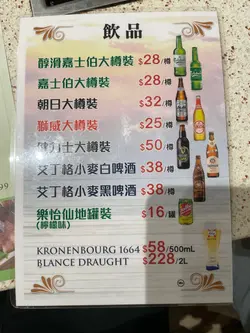 飲品
醇滑嘉士伯大樽裝 $28/樽
嘉士伯大樽裝 $28/樽
朝日大樽裝 $32/樽
獅威大樽裝 $25/樽
健力士大樽裝 $50/樽
艾丁格小麥白啤酒 $38/樽
艾丁格小麥黑啤酒 $38/樽
樂怡仙地罐裝 $16/罐
(檸檬味)
KRONENBOURG 1664 $58/500mL
BLANCE DRAUGHT $228/2L